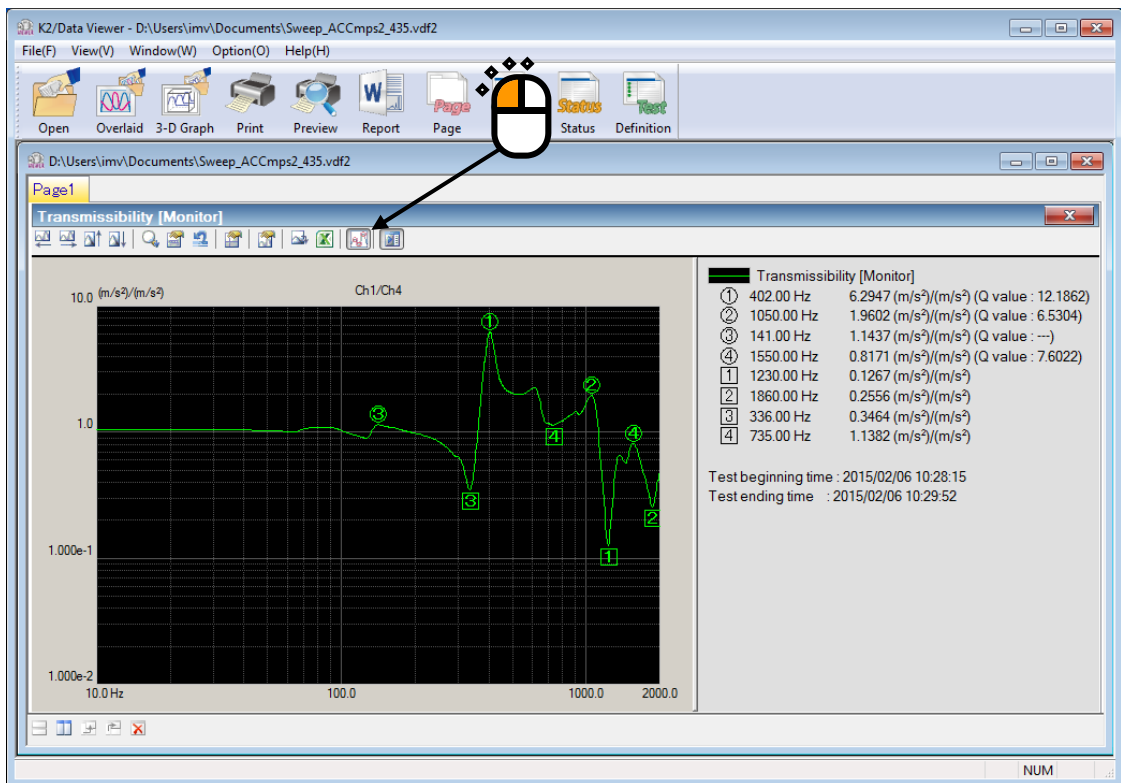 K2/Data Viewer - D:\Users\imv\Documents\Sweep_ACCmps2_435.vdf2
File(F) View(V) Window(W) Option(O) Help(H)
W Page Status Test
Open Overlaid 3-D Graph Print Preview Report Page Status Definition
D:\Users\imv\Documents\Sweep_ACCmps2_435.vdf2
Page1
Transmissibility [Monitor]
10.0 (m/s²)/(m/s²) Ch1/Ch4
1.0
1.000e-1
1.000e-2
10.0 Hz 100.0 1000.0 2000.0
① ② ③ ④
1 2 3 4
Transmissibility [Monitor]
① 402.00 Hz 6.2947 (m/s²)/(m/s²) (Q value : 12.1862)
② 1050.00 Hz 1.9602 (m/s²)/(m/s²) (Q value : 6.5304)
③ 141.00 Hz 1.1437 (m/s²)/(m/s²) (Q value : ---)
④ 1550.00 Hz 0.8171 (m/s²)/(m/s²) (Q value : 7.6022)
1 1230.00 Hz 0.1267 (m/s²)/(m/s²)
2 1860.00 Hz 0.2556 (m/s²)/(m/s²)
3 336.00 Hz 0.3464 (m/s²)/(m/s²)
4 735.00 Hz 1.1382 (m/s²)/(m/s²)
Test beginning time : 2015/02/06 10:28:15
Test ending time : 2015/02/06 10:29:52
NUM